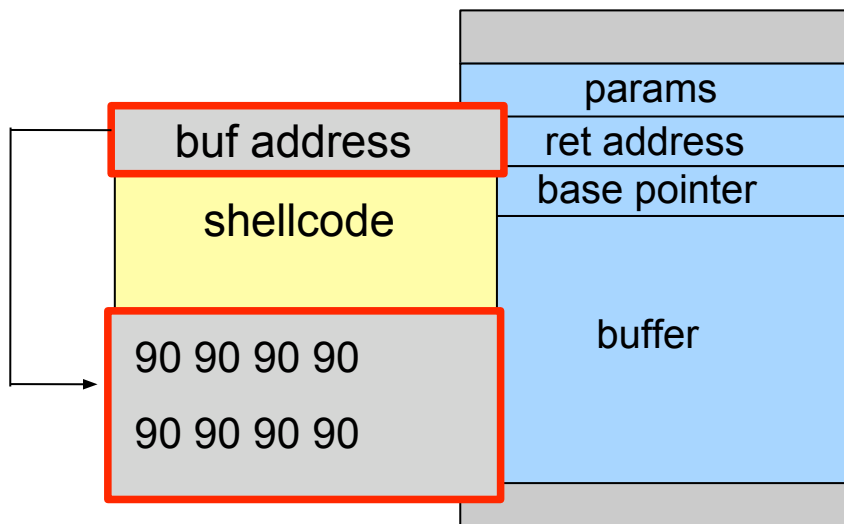 params
buf address
ret address
base pointer
shellcode
buffer
90 90 90 90
90 90 90 90